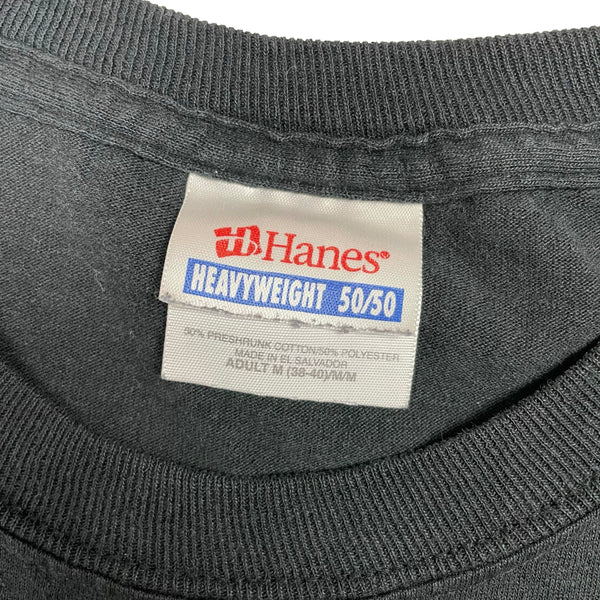 Hanes®
HEAVYWEIGHT 50/50
50% PRESHRUNK COTTON/50% POLYESTER
MADE IN EL SALVADOR
ADULT M (38-40)/M/M